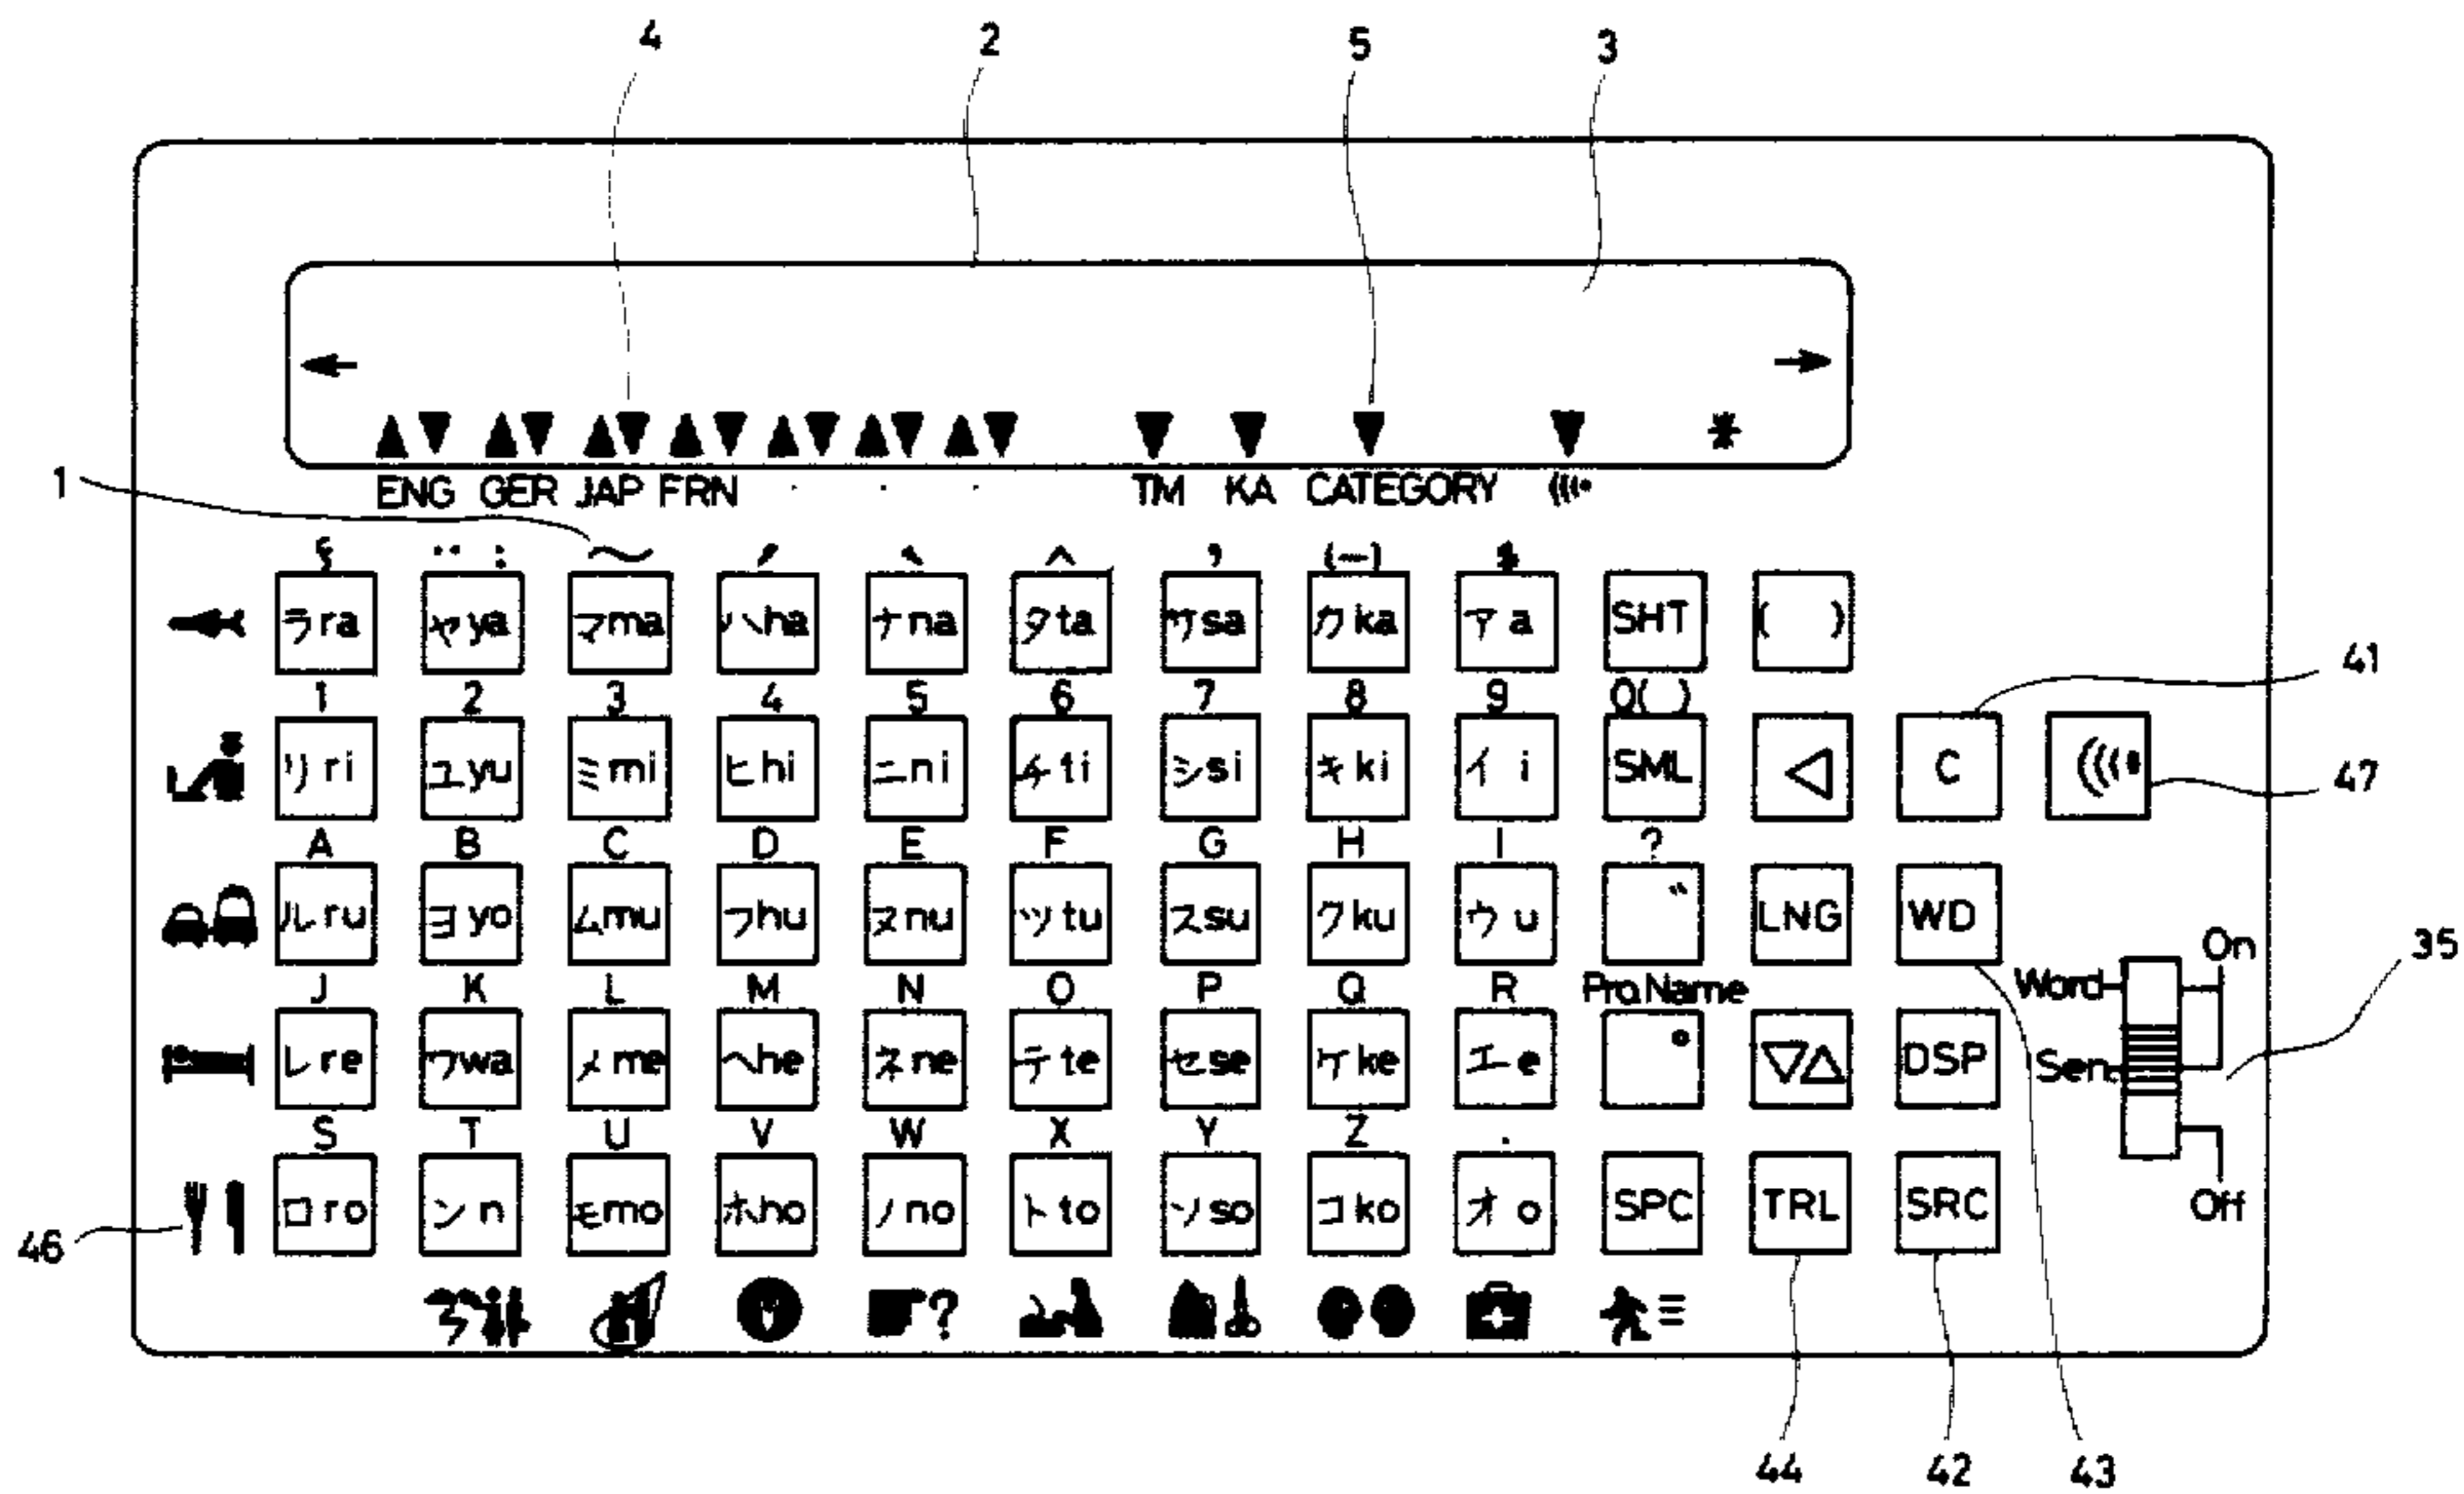 4 2 5 3
ENG GER JAP FRN . . . TM KA CATEGORY
1
§ ¨ : ~ ´ ` ^ , (—) $
ラra ヤya マma ハha ナna タta サsa カka アa SHT ( )
41
1 2 3 4 5 6 7 8 9 0( )
リri ユyu ミmi ヒhi ニni チti シsi キki イi SML ◁ C
47
A B C D E F G H I ?
ルru ヨyo ムmu フhu ヌnu ツtu スsu クku ウu ゛ LNG WD
On 35
J K L M N O P Q R Pro.Name Word
レre ワwa メme ヘhe ネne テte セse ケke エe ゜ ▽△ DSP Sen.
S T U V W X Y Z .
ロro ンn モmo ホho ノno トto ソso コko オo SPC TRL SRC Off
46
?
44 42 43